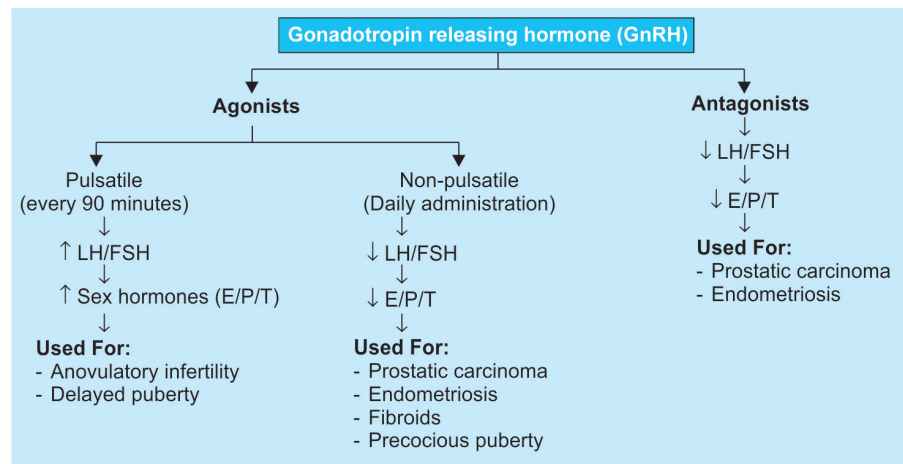 Gonadotropin releasing hormone (GnRH)
Agonists
Antagonists
Pulsatile
(every 90 minutes)
↑ LH/FSH
↑ Sex hormones (E/P/T)
Used For:
- Anovulatory infertility
- Delayed puberty
Non-pulsatile
(Daily administration)
↓ LH/FSH
↓ E/P/T
Used For:
- Prostatic carcinoma
- Endometriosis
- Fibroids
- Precocious puberty
↓ LH/FSH
↓ E/P/T
Used For:
- Prostatic carcinoma
- Endometriosis